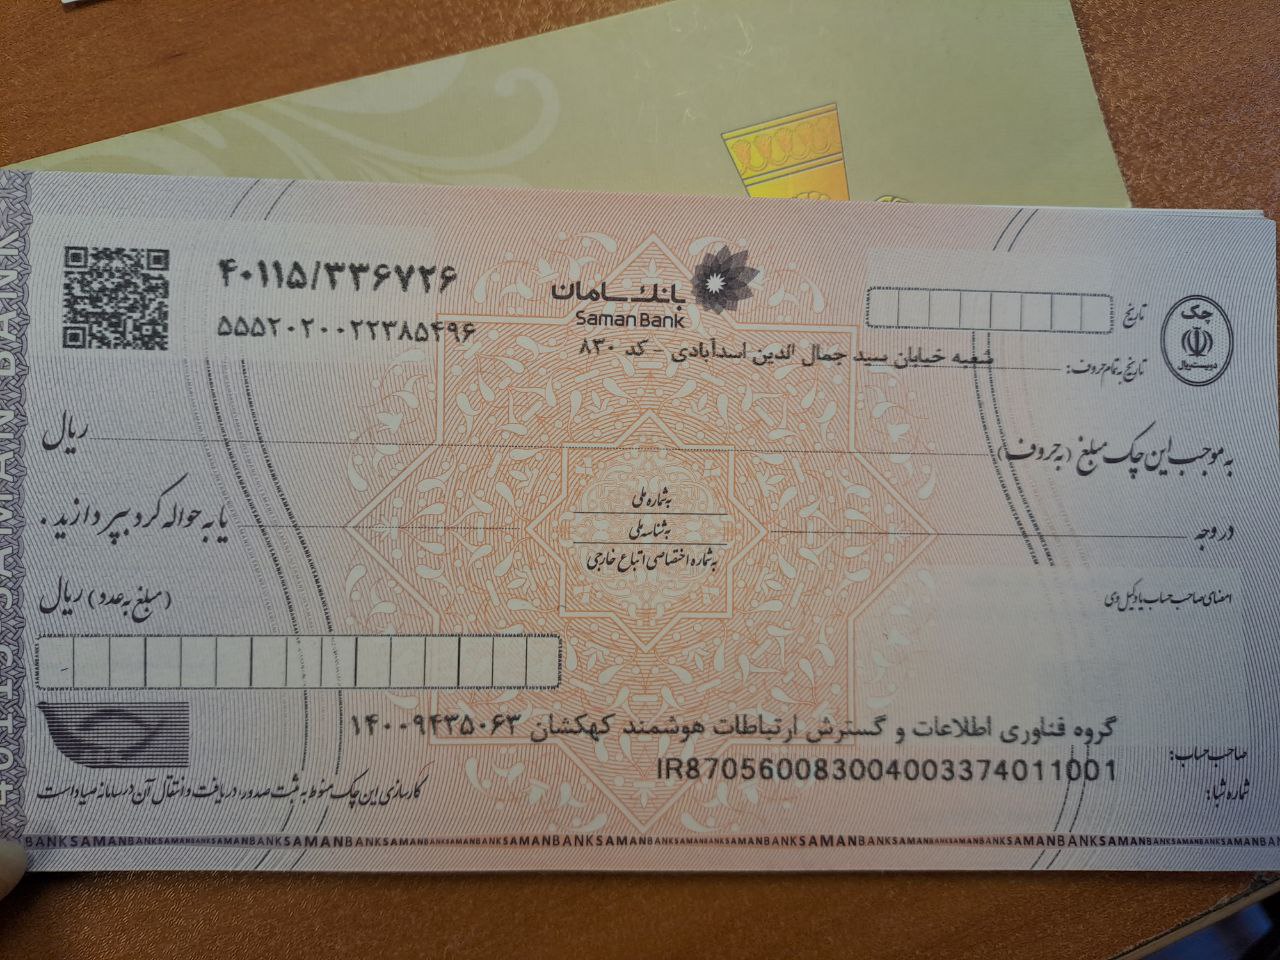 ۴۰۱۱۵/۳۳۶۷۲۶
۵۵۵۲۰۲۰۰۲۲۳۸۵۴۹۶
بانک سامان
Saman Bank
شعبه خیابان سید جمال الدین اسدآبادی - کد ۸۳۰
تاریخ
تاریخ به تمام حروف:
چک
دویست ریال
به موجب این چک مبلغ (به حروف) ریال
در وجه
به شماره ملی
به شناسه ملی
به شماره اختصاصی اتباع خارجی
یا به حواله کرد بپردازید.
(مبلغ به عدد) ریال
امضای صاحب حساب یا وکیل وی
صاحب حساب:
گروه فناوری اطلاعات و گسترش ارتباطات هوشمند کهکشان ۱۴۰۰۹۴۳۵۰۶۳
شماره شبا:
IR870560083004003374011001
کارسازی این چک منوط به ثبت صدور، دریافت و انتقال آن در سامانه صیاد است
BANKSAMANBANKSAMANBANKSAMANBANKSAMANBANKSAMANBANK
SAMAN BANK